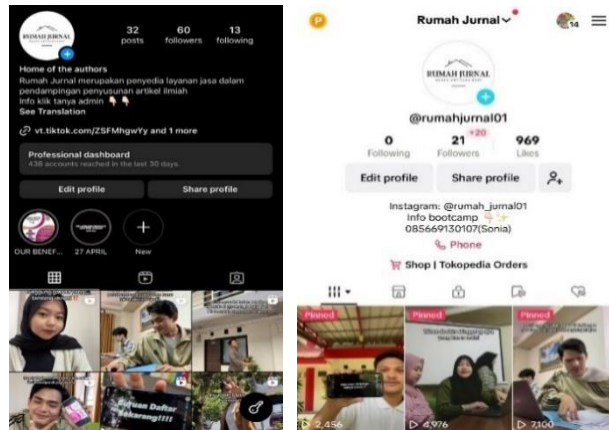 RUMAH JURNAL
32
posts
60
followers
13
following
Home of the authors
Rumah Jurnal merupakan penyedia layanan jasa dalam
pendampingan penyusunan artikel ilmiah
Info klik tanya admin 👇👇
See Translation
vt.tiktok.com/ZSFMhgwYy and 1 more
Professional dashboard
438 accounts reached in the last 30 days.
Edit profile
Share profile
OUR BENEF...
27 APRIL
New
Sekarang!!!!
P
Rumah Jurnal
14
RUMAH JURNAL
@rumahjurnal01
0
Following
21
+20
Followers
969
Likes
Edit profile
Share profile
Instagram: @rumah_jurnal01
Info bootcamp 👇✨
085669130107(Sonia)
Phone
Shop | Tokopedia Orders
Pinned
Pinned
Pinned
2,456
4,976
7,100